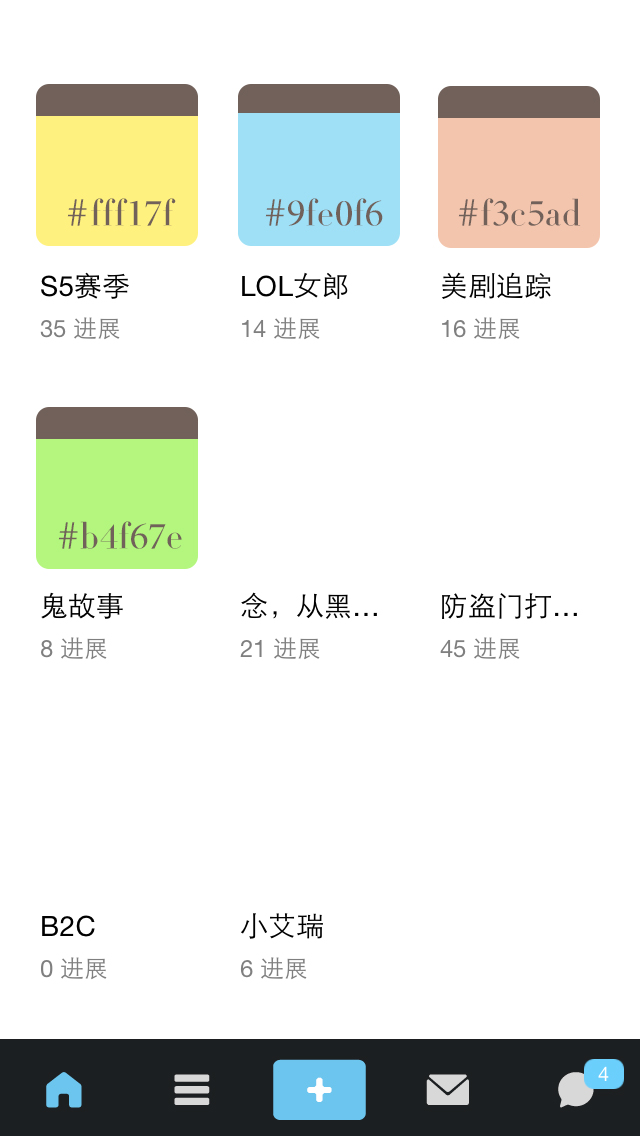 #fff17f
#9fe0f6
#f3c5ad
S5赛季
LOL女郎
美剧追踪
35 进展
14 进展
16 进展
#b4f67e
鬼故事
念，从黑...
防盗门打...
8 进展
21 进展
45 进展
B2C
小艾瑞
0 进展
6 进展
4